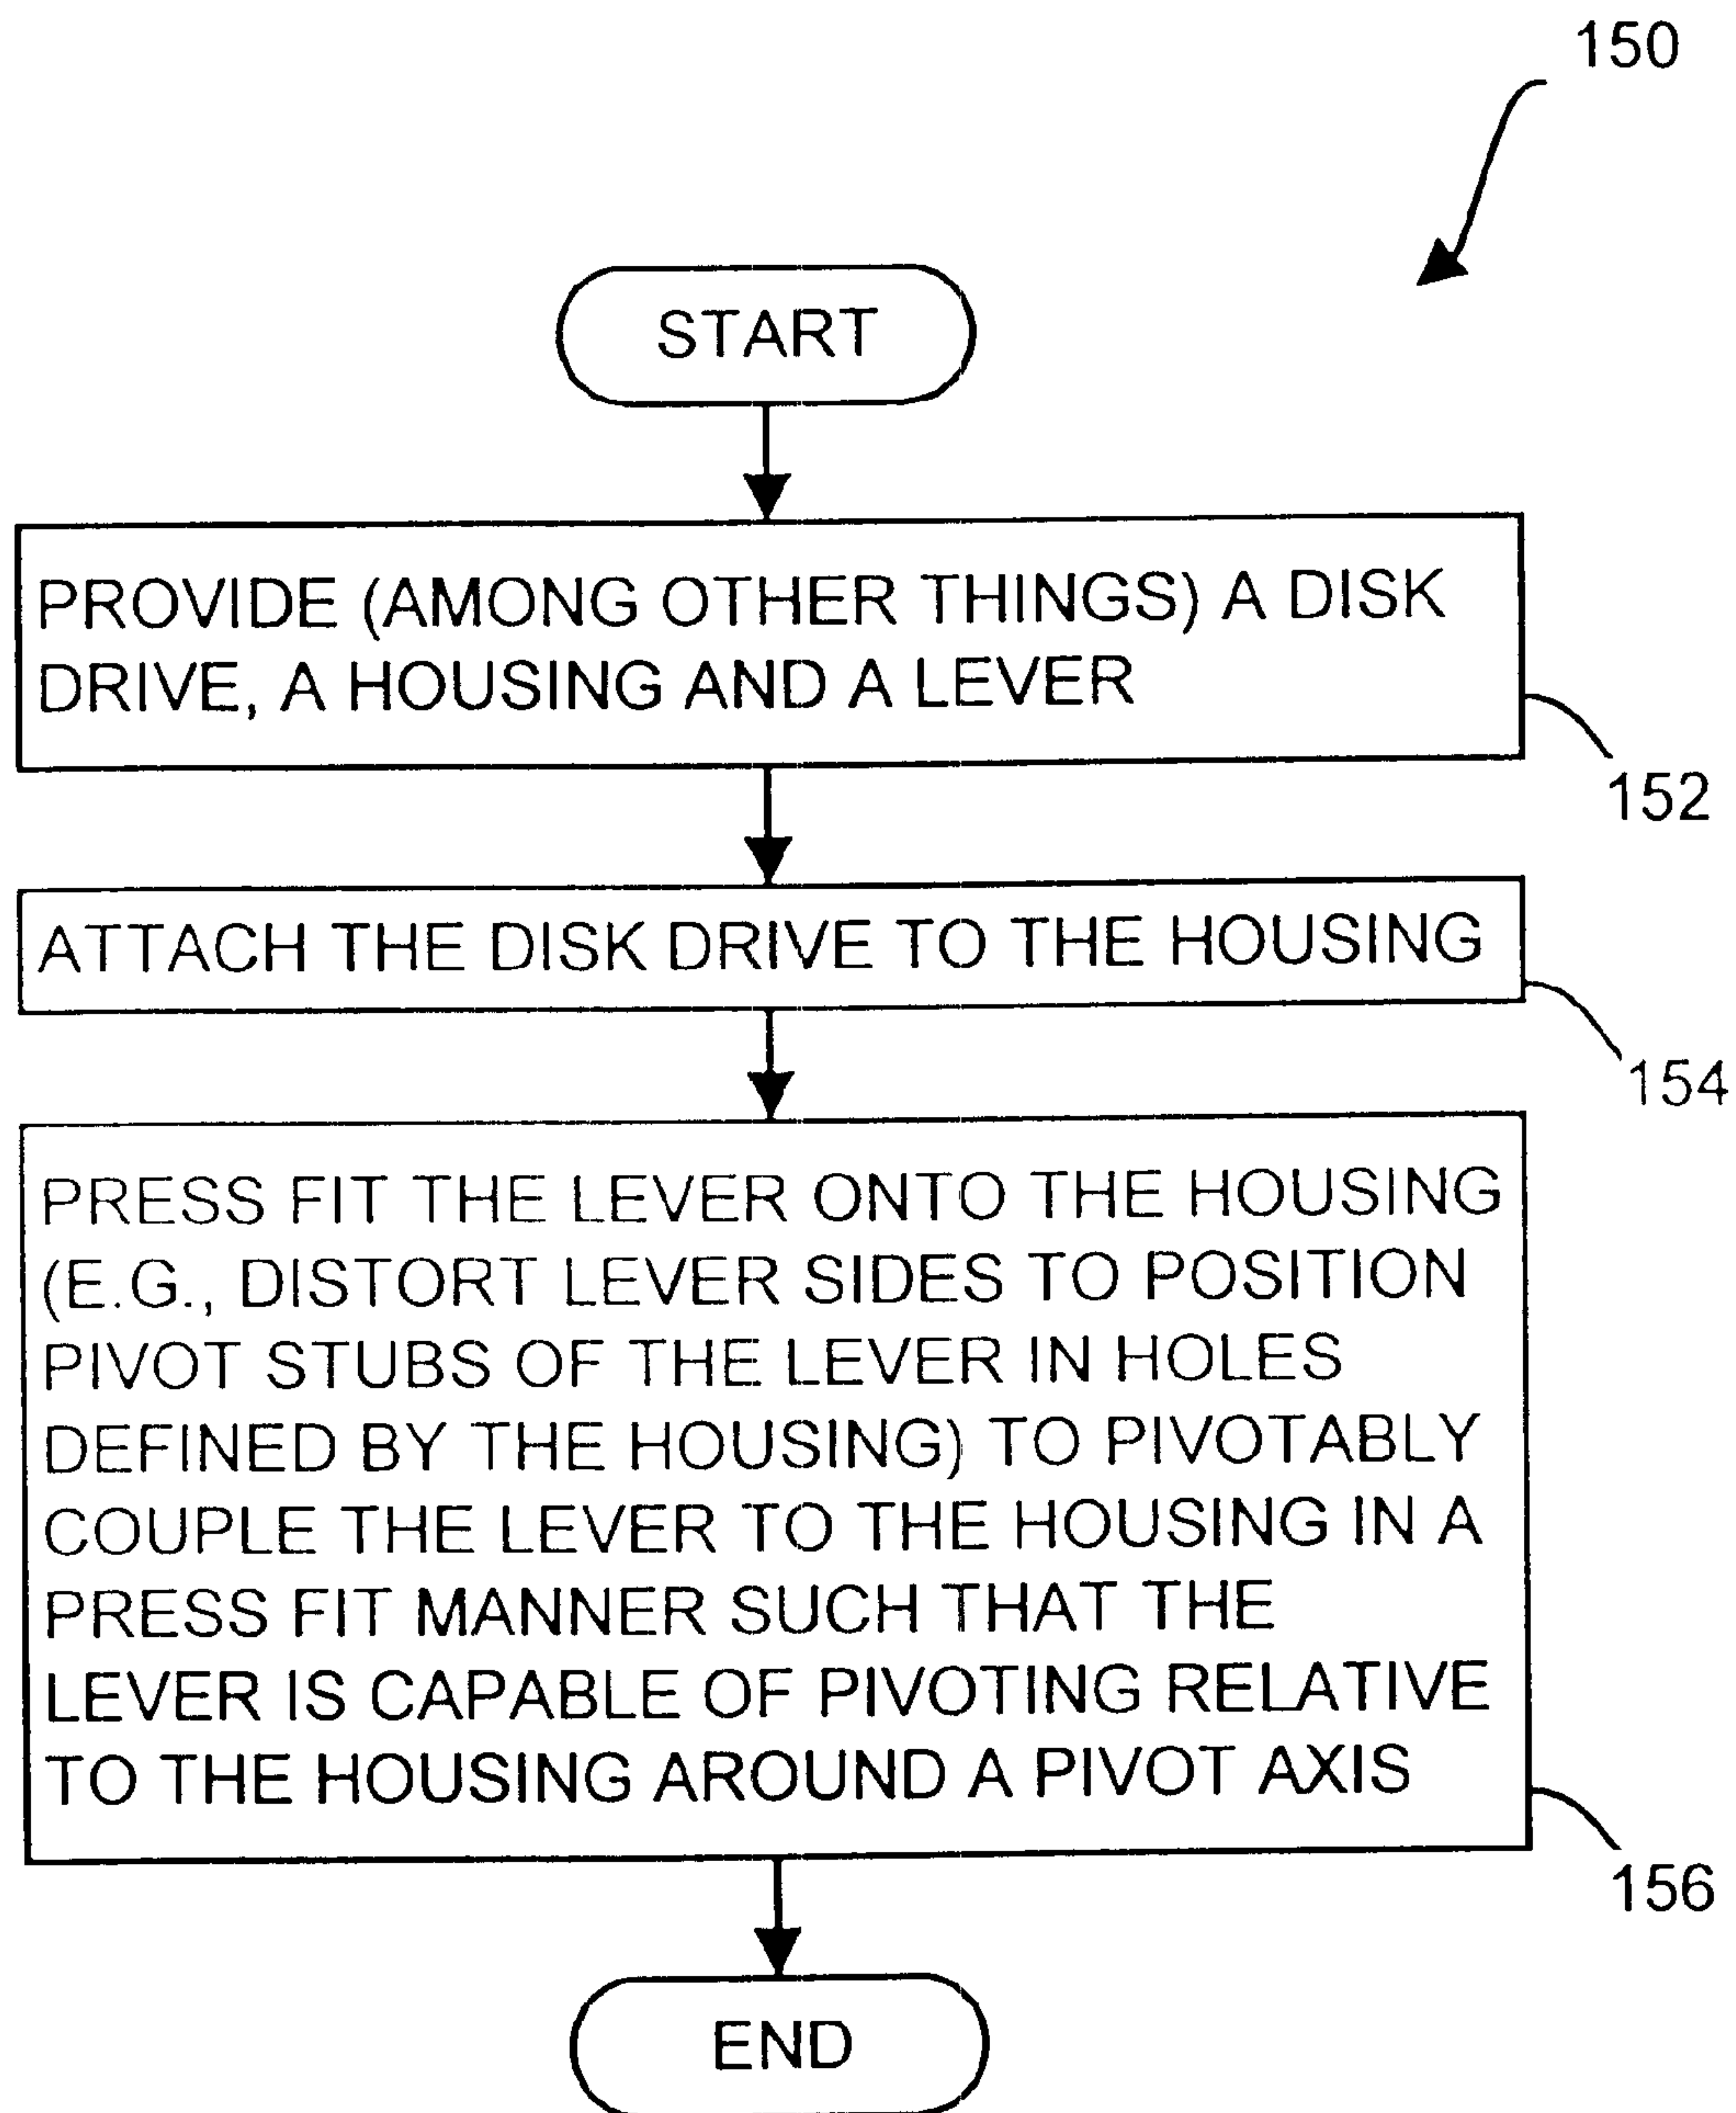 150
START
PROVIDE (AMONG OTHER THINGS) A DISK
DRIVE, A HOUSING AND A LEVER
152
ATTACH THE DISK DRIVE TO THE HOUSING
154
PRESS FIT THE LEVER ONTO THE HOUSING
(E.G., DISTORT LEVER SIDES TO POSITION
PIVOT STUBS OF THE LEVER IN HOLES
DEFINED BY THE HOUSING) TO PIVOTABLY
COUPLE THE LEVER TO THE HOUSING IN A
PRESS FIT MANNER SUCH THAT THE
LEVER IS CAPABLE OF PIVOTING RELATIVE
TO THE HOUSING AROUND A PIVOT AXIS
156
END